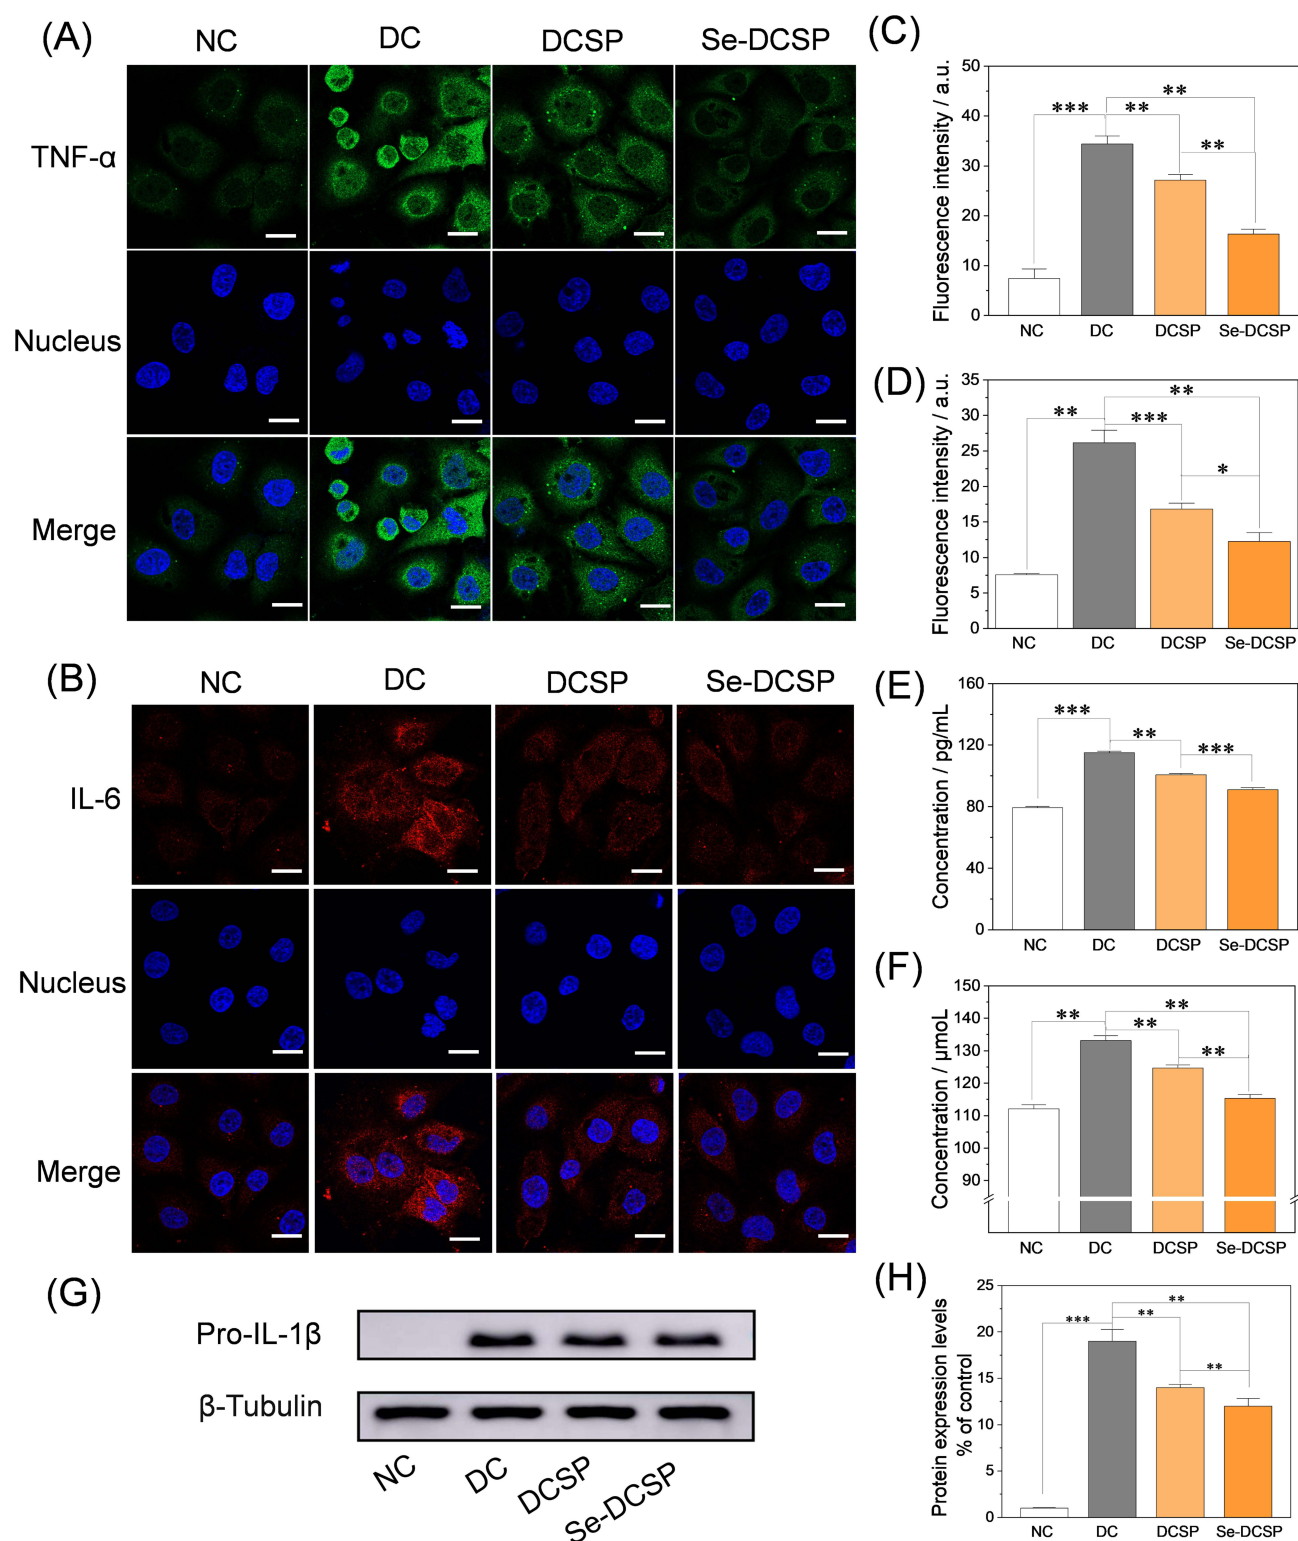 (A)
NC DC DCSP Se-DCSP
TNF-α
Nucleus
Merge
(B)
NC DC DCSP Se-DCSP
IL-6
Nucleus
Merge
(G)
Pro-IL-1β
β-Tubulin
NC DC DCSP Se-DCSP
(C)
Fluorescence intensity / a.u.
50
40
30
20
10
0
*** ** **
**
NC DC DCSP Se-DCSP
(D)
Fluorescence intensity / a.u.
35
30
25
20
15
10
5
0
**
** ***
*
NC DC DCSP Se-DCSP
(E)
Concentration / pg/mL
160
120
80
40
0
***
** ***
NC DC DCSP Se-DCSP
(F)
Concentration / μmoL
150
140
130
120
110
100
90
**
** **
**
NC DC DCSP Se-DCSP
(H)
Protein expression levels
% of control
25
20
15
10
5
0
**
*** **
**
NC DC DCSP Se-DCSP